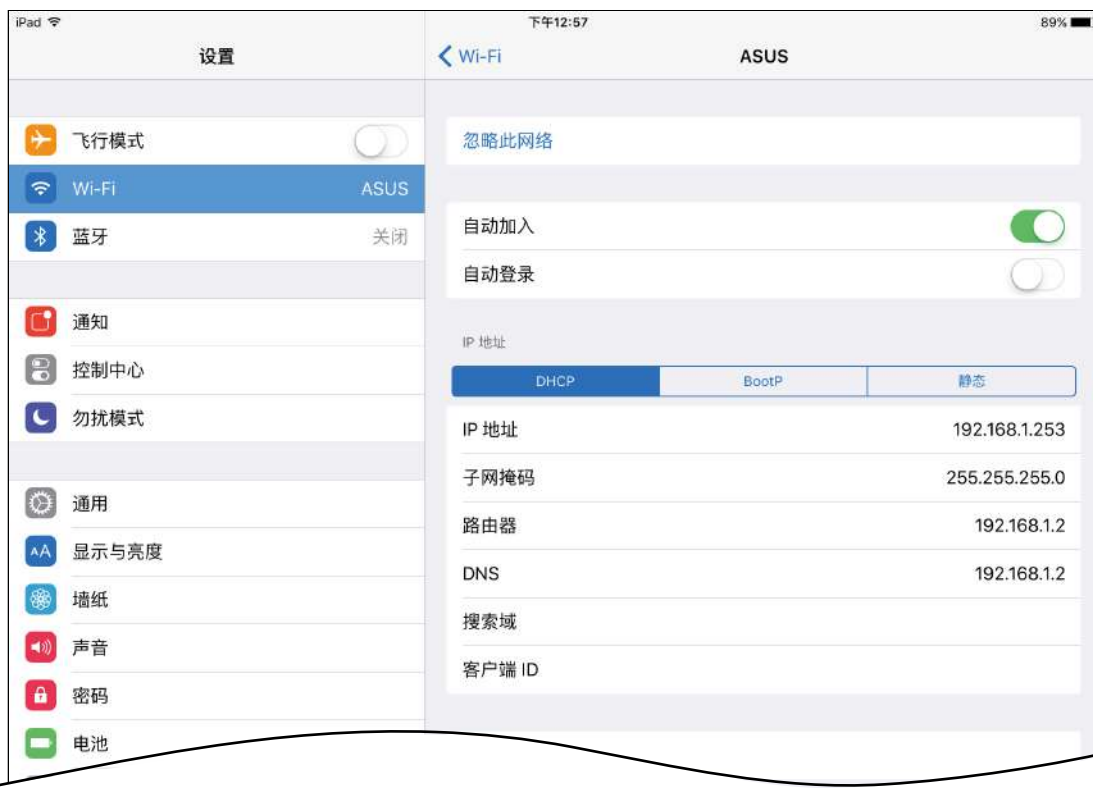 iPad 下午12:57 89%
设置
Wi-Fi ASUS
飞行模式
Wi-Fi ASUS
蓝牙 关闭
通知
控制中心
勿扰模式
通用
AA 显示与亮度
墙纸
声音
密码
电池
忽略此网络
自动加入
自动登录
IP 地址
DHCP BootP 静态
IP 地址 192.168.1.253
子网掩码 255.255.255.0
路由器 192.168.1.2
DNS 192.168.1.2
搜索域
客户端 ID